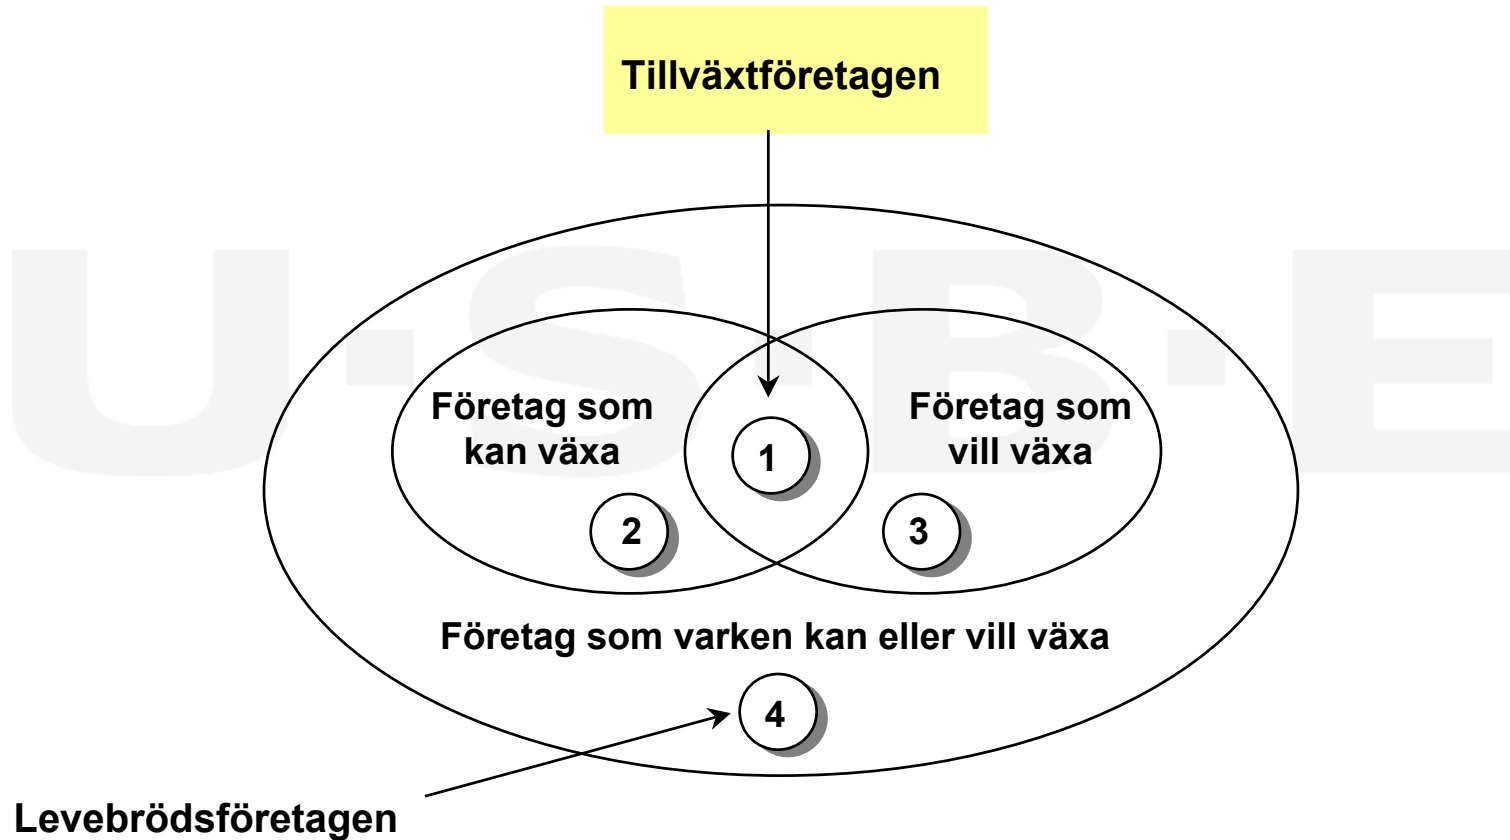 Tillväxtföretagen
U·S·B·E
Företag som
kan växa
1
Företag som
vill växa
2
3
Företag som varken kan eller vill växa
4
Levebrödsföretagen